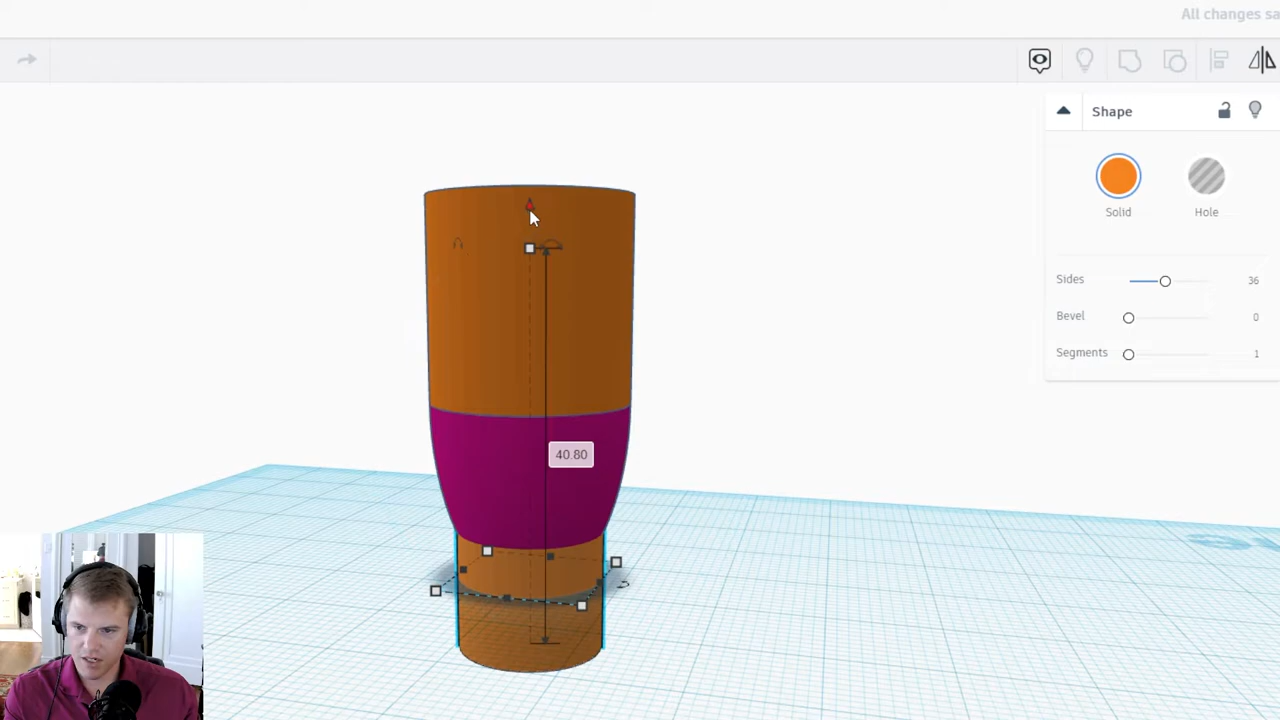 All changes sa
Shape
Solid
Hole
Sides 36
Bevel 0
Segments 1
40.80